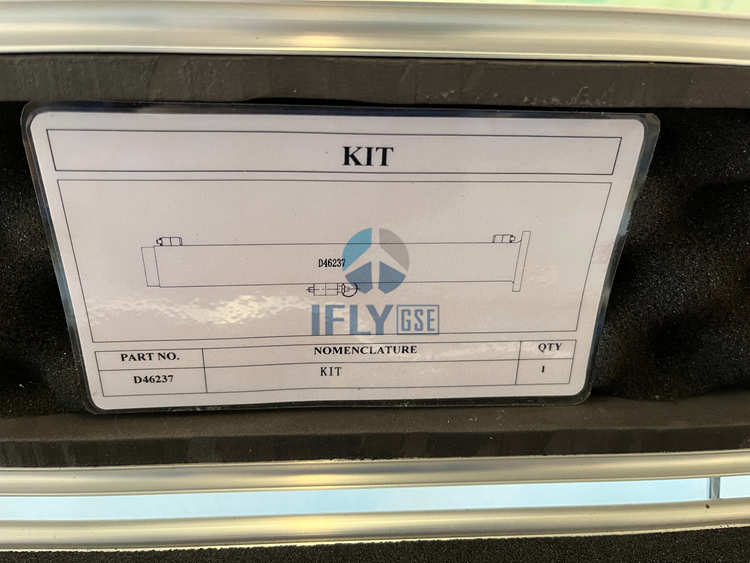 KIT
D46237
IFLY GSE
PART NO. NOMENCLATURE QTY
D46237 KIT 1